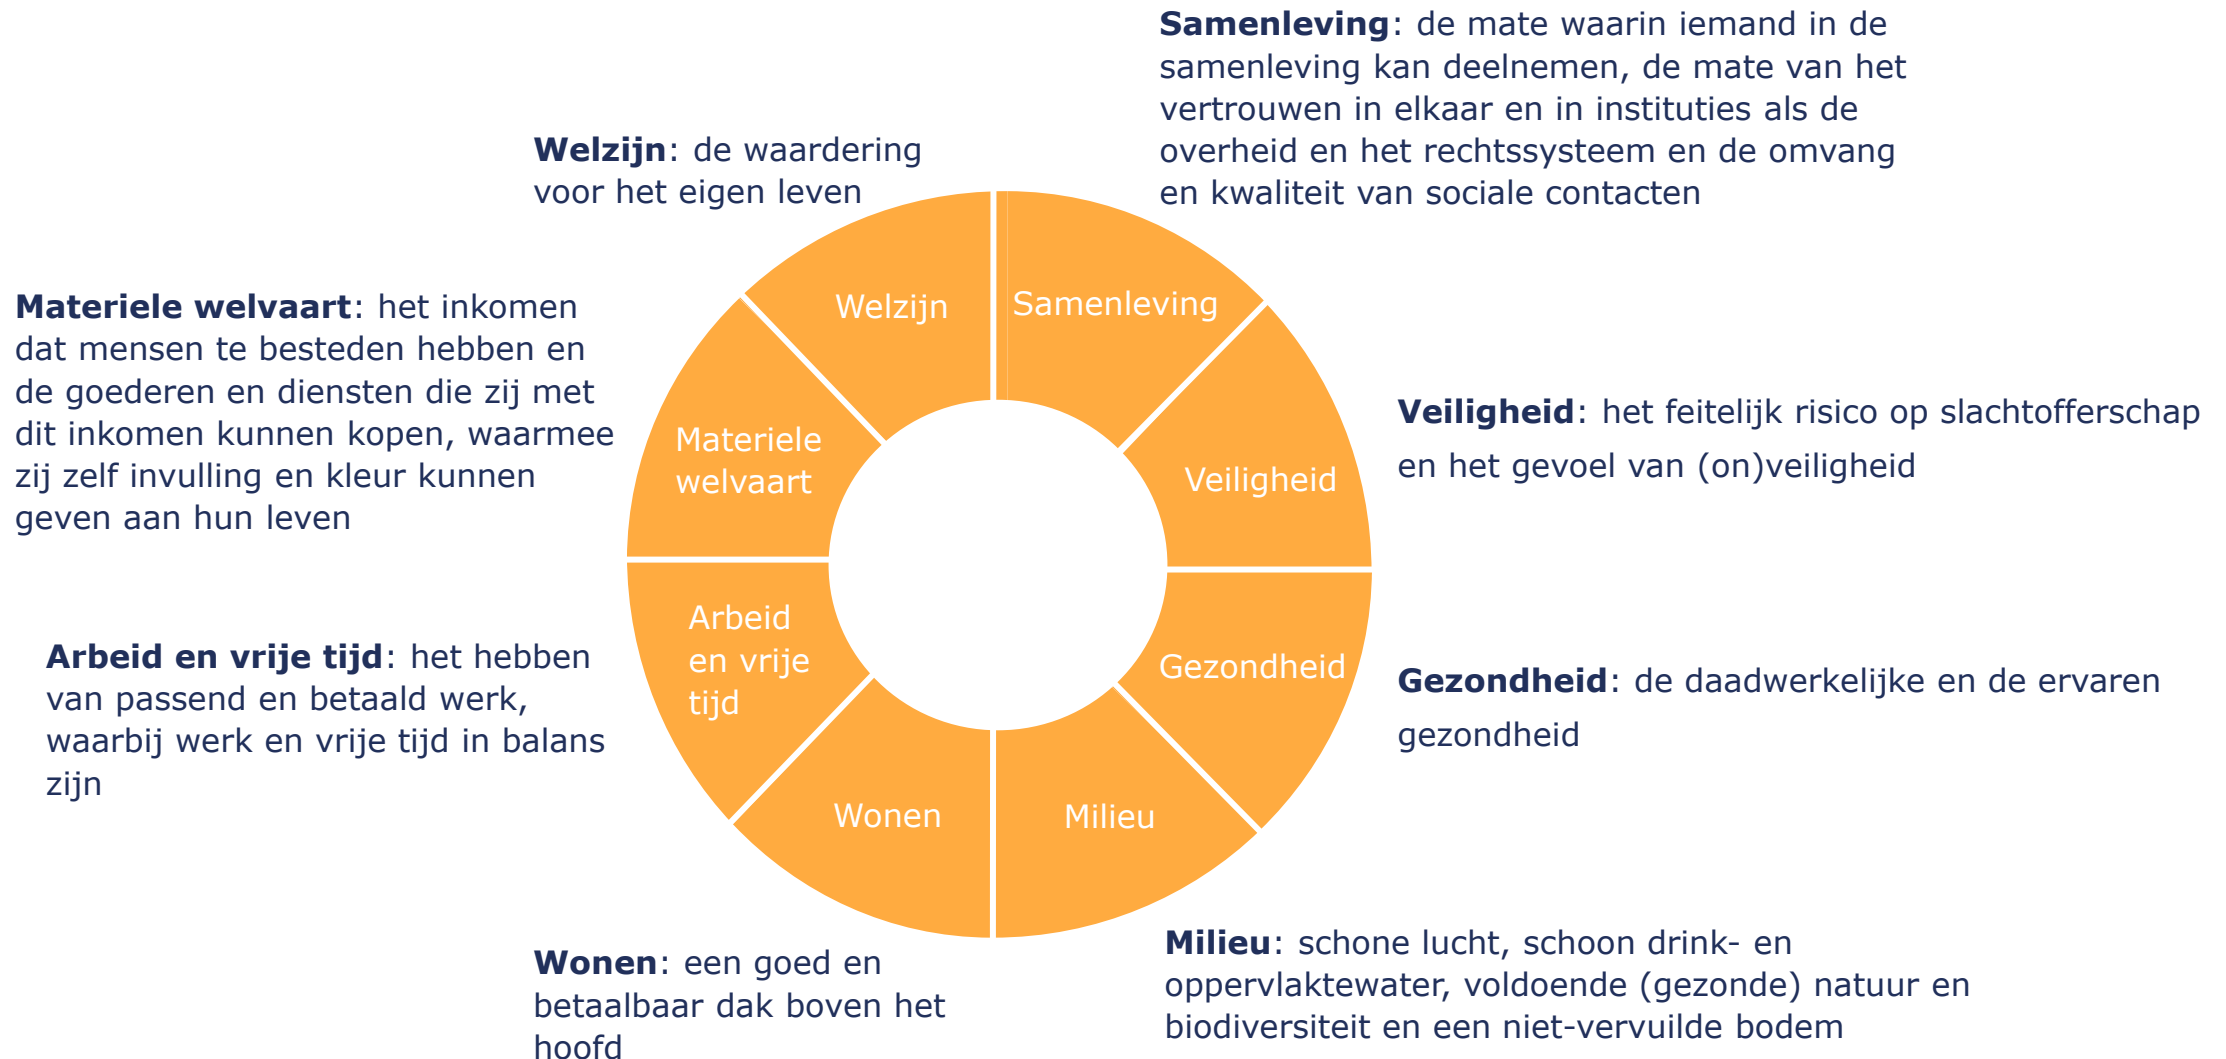 Samenleving: de mate waarin iemand in de
samenleving kan deelnemen, de mate van het
vertrouwen in elkaar en in instituties als de
overheid en het rechtssysteem en de omvang
en kwaliteit van sociale contacten
Welzijn: de waardering
voor het eigen leven
Materiele welvaart: het inkomen
dat mensen te besteden hebben en
de goederen en diensten die zij met
dit inkomen kunnen kopen, waarmee
zij zelf invulling en kleur kunnen
geven aan hun leven
Welzijn
Samenleving
Materiele
welvaart
Veiligheid
Veiligheid: het feitelijk risico op slachtofferschap
en het gevoel van (on)veiligheid
Arbeid en vrije tijd: het hebben
van passend en betaald werk,
waarbij werk en vrije tijd in balans
zijn
Arbeid
en vrije
tijd
Gezondheid
Gezondheid: de daadwerkelijke en de ervaren
gezondheid
Wonen
Milieu
Wonen: een goed en
betaalbaar dak boven het
hoofd
Milieu: schone lucht, schoon drink- en
oppervlaktewater, voldoende (gezonde) natuur en
biodiversiteit en een niet-vervuilde bodem